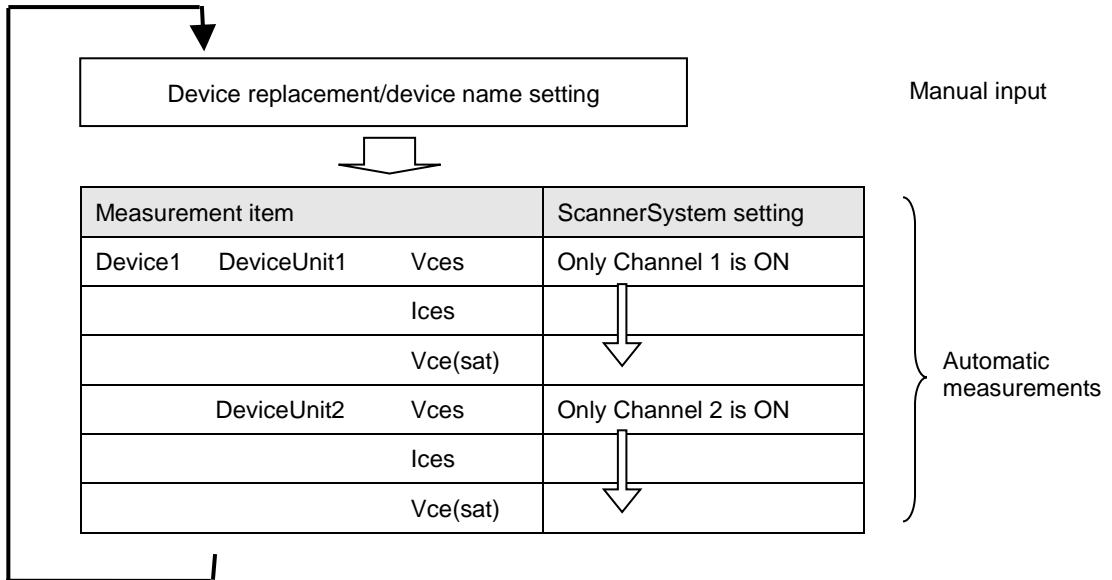 Device replacement/device name setting
Manual input
Measurement item ScannerSystem setting
Device1 DeviceUnit1 Vces Only Channel 1 is ON
Ices
Vce(sat)
DeviceUnit2 Vces Only Channel 2 is ON
Ices
Vce(sat)
Automatic
measurements